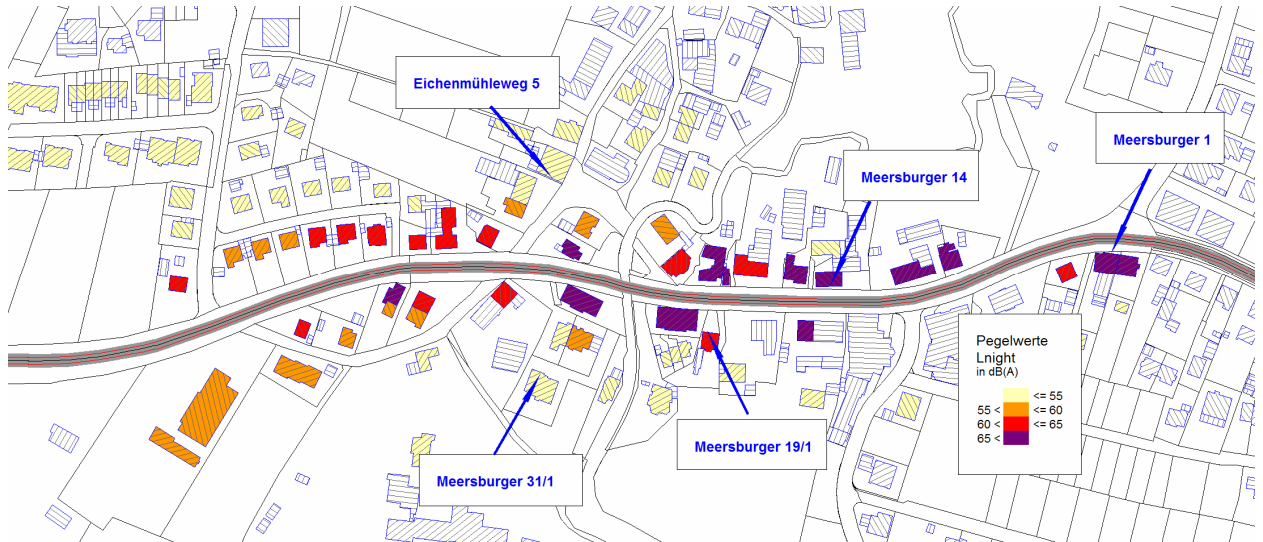 Eichenmühleweg 5
Meersburger 1
Meersburger 14
Meersburger 19/1
Meersburger 31/1
Pegelwerte
Lnight
in dB(A)
<= 55
55 < <= 60
60 < <= 65
65 <